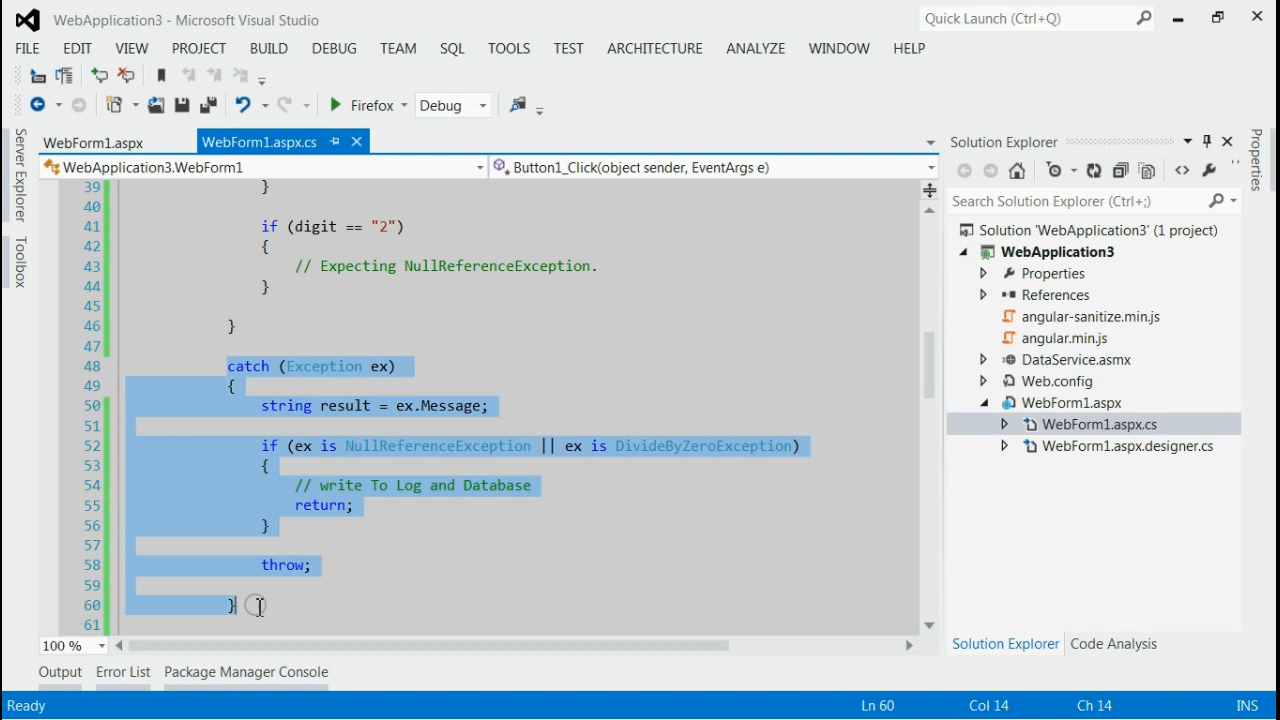 WebApplication3 - Microsoft Visual Studio
Quick Launch (Ctrl+Q)
FILE EDIT VIEW PROJECT BUILD DEBUG TEAM SQL TOOLS TEST ARCHITECTURE ANALYZE WINDOW HELP
Firefox Debug
Server Explorer
Toolbox
WebForm1.aspx WebForm1.aspx.cs
WebApplication3.WebForm1 Button1_Click(object sender, EventArgs e)
39 }
40
41 if (digit == "2")
42 {
43 // Expecting NullReferenceException.
44 }
45
46 }
47
48 catch (Exception ex)
49 {
50 string result = ex.Message;
51
52 if (ex is NullReferenceException || ex is DivideByZeroException)
53 {
54 // write To Log and Database
55 return;
56 }
57
58 throw;
59
60 }
61
100 %
Solution Explorer
Search Solution Explorer (Ctrl+;)
Solution 'WebApplication3' (1 project)
WebApplication3
Properties
References
angular-sanitize.min.js
angular.min.js
DataService.asmx
Web.config
WebForm1.aspx
WebForm1.aspx.cs
WebForm1.aspx.designer.cs
Solution Explorer Code Analysis
Properties
Output Error List Package Manager Console
Ready Ln 60 Col 14 Ch 14 INS